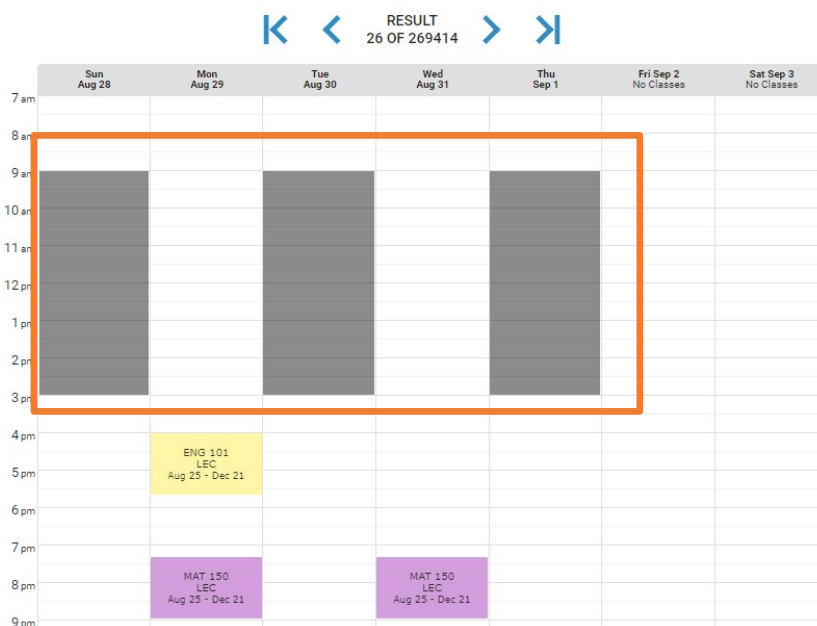 RESULT
26 OF 269414
Sun Mon Tue Wed Thu Fri Sep 2 Sat Sep 3
Aug 28 Aug 29 Aug 30 Aug 31 Sep 1 No Classes No Classes
7 am
8 am
9 am
10 am
11 am
12 pm
1 pm
2 pm
3 pm
4 pm
ENG 101
LEC
Aug 25 - Dec 21
5 pm
6 pm
7 pm
MAT 150 MAT 150
LEC LEC
Aug 25 - Dec 21 Aug 25 - Dec 21
8 pm
9 pm